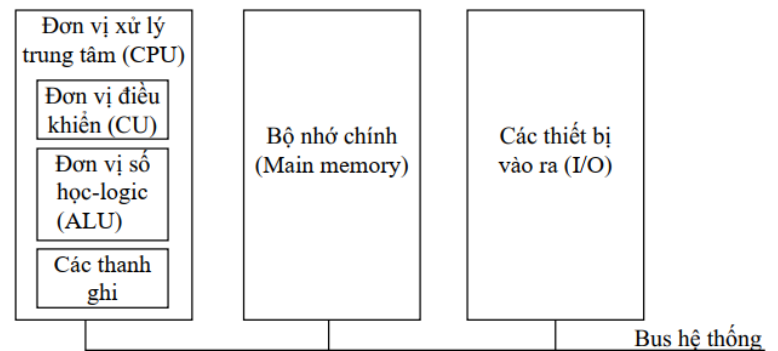 Đơn vị xử lý
trung tâm (CPU)
Đơn vị điều
khiển (CU)
Đơn vị số
học-logic
(ALU)
Các thanh
ghi
Bộ nhớ chính
(Main memory)
Các thiết bị
vào ra (I/O)
Bus hệ thống